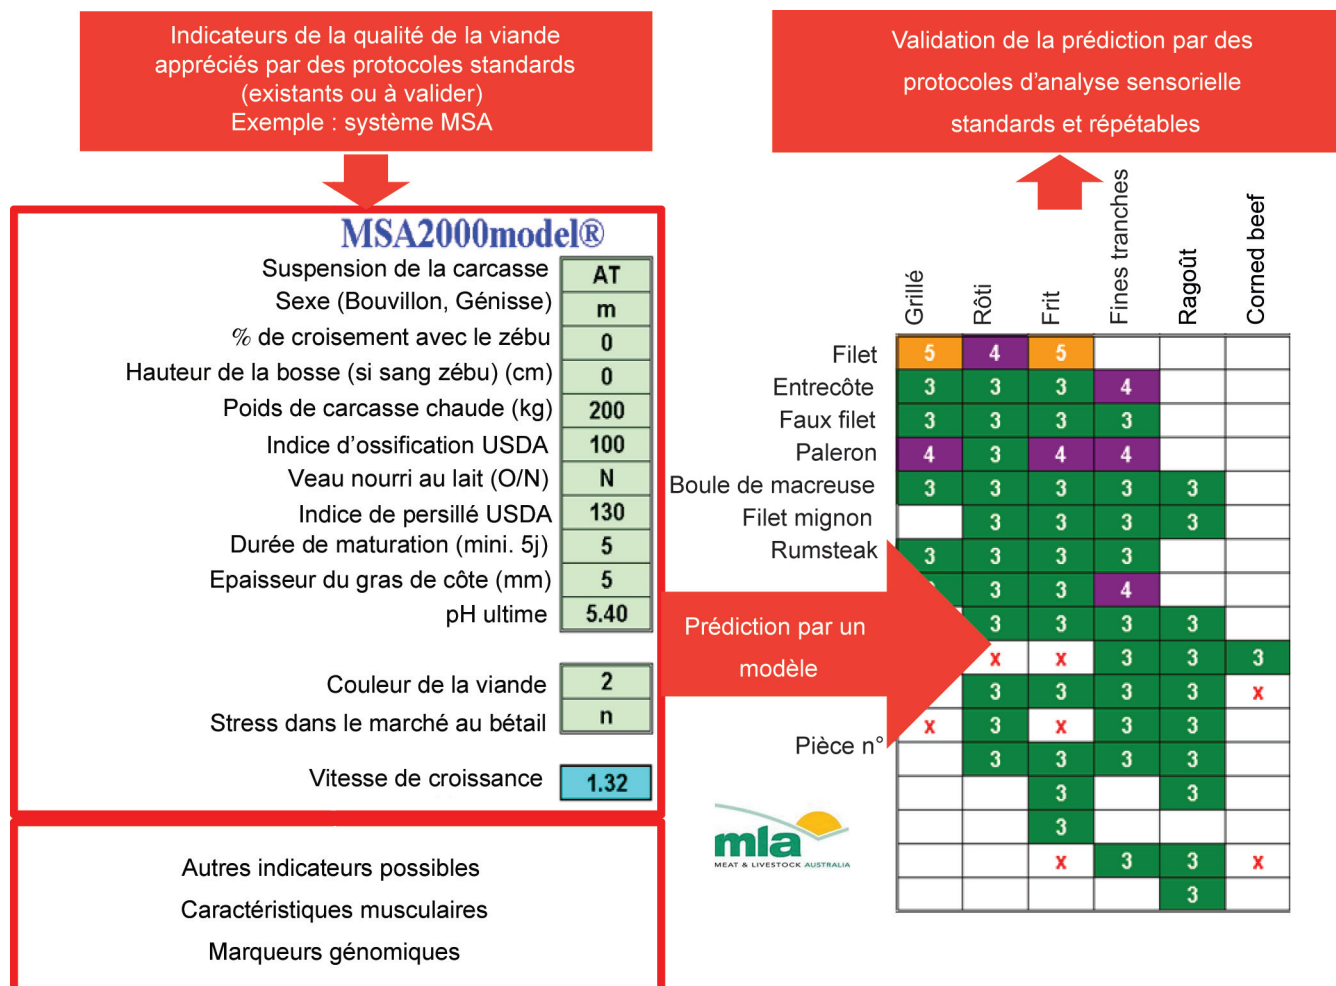 Indicateurs de la qualité de la viande
appréciés par des protocoles standards
(existants ou à valider)
Exemple : système MSA
Validation de la prédiction par des
protocoles d'analyse sensorielle
standards et répétables
MSA2000model®
Suspension de la carcasse AT
Sexe (Bouvillon, Génisse) m
% de croisement avec le zébu 0
Hauteur de la bosse (si sang zébu) (cm) 0
Poids de carcasse chaude (kg) 200
Indice d'ossification USDA 100
Veau nourri au lait (O/N) N
Indice de persillé USDA 130
Durée de maturation (mini. 5j) 5
Epaisseur du gras de côte (mm) 5
pH ultime 5.40
Couleur de la viande 2
Stress dans le marché au bétail n
Vitesse de croissance 1.32
Autres indicateurs possibles
Caractéristiques musculaires
Marqueurs génomiques
Prédiction par un
modèle
Grillé Rôti Frit Fines tranches Ragoût Corned beef
Filet 5 4 5
Entrecôte 3 3 3 4
Faux filet 3 3 3 3
Paleron 4 3 4 4
Boule de macreuse 3 3 3 3 3
Filet mignon 3 3 3 3
Rumsteak 3 3 3 3
3 3 4
3 3 3 3
x x 3 3 3
3 3 3 3 x
x 3 x 3 3
Pièce n°
3 3 3 3
3 3
3
x 3 3 x
3
mla
MEAT & LIVESTOCK AUSTRALIA